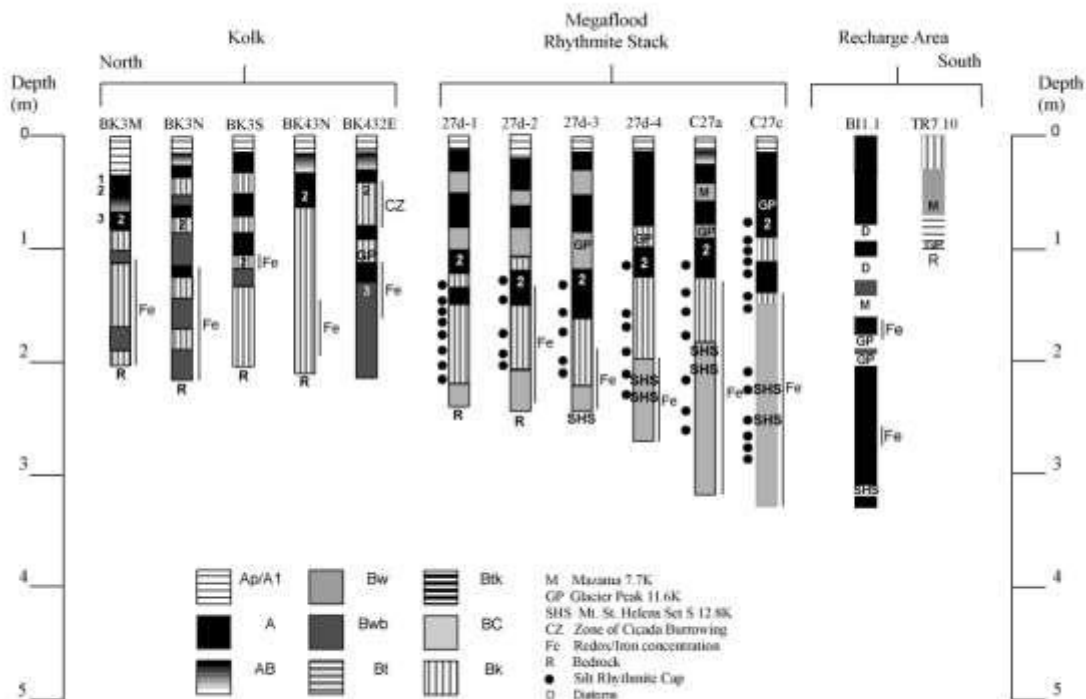 Kolk
Megaflood
Rhythmite Stack
Recharge Area
North
South
Depth
(m)
Depth
(m)
BK3M BK3N BK3S BK43N BK432E 27d-1 27d-2 27d-3 27d-4 C27a C27c BI1.1 TR7.10
0
1
2
3
4
5
0
1
2
3
4
5
1
2
3
2
Fe
R
2
Fe
R
2
Fe
R
2
Fe
R
2
CZ
GP
3
Fe
2
R
2
Fe
R
GP
2
Fe
SHS
GP
2
SHS
SHS
Fe
M
GP
2
SHS
SHS
Fe
GP
2
SHS
SHS
Fe
D
D
M
Fe
GP
GP
Fe
SHS
M
GP
R
Ap/A1
Bw
Btk
A
Bwb
BC
AB
Bt
Bk
M Mazama 7.7K
GP Glacier Peak 11.6K
SHS Mt. St. Helens Set S 12.8K
CZ Zone of Cicada Burrowing
Fe Redox/Iron concentration
R Bedrock
Silt Rhythmite Cap
D Diatoms